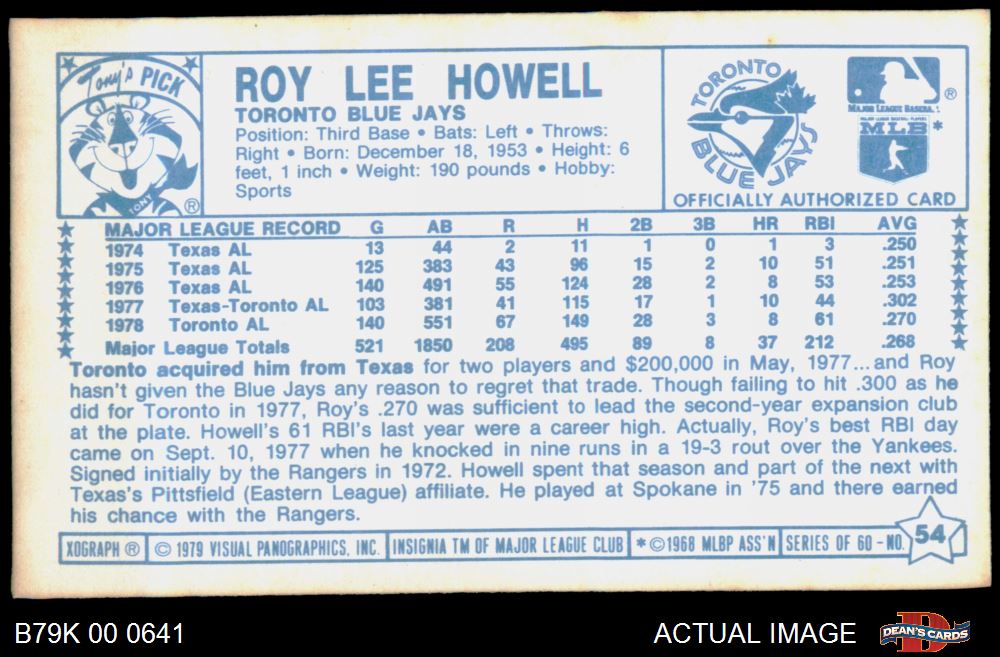 Tony's PICK
TONY
®
ROY LEE HOWELL
TORONTO BLUE JAYS
Position: Third Base • Bats: Left • Throws:
Right • Born: December 18, 1953 • Height: 6
feet, 1 inch • Weight: 190 pounds • Hobby:
Sports
TORONTO
BLUE JAYS
®
MAJOR LEAGUE BASEBALL
MAJOR LEAGUE BASEBALL PLAYERS
MLB *
OFFICIALLY AUTHORIZED CARD
MAJOR LEAGUE RECORD G AB R H 2B 3B HR RBI AVG
1974 Texas AL 13 44 2 11 1 0 1 3 .250
1975 Texas AL 125 383 43 96 15 2 10 51 .251
1976 Texas AL 140 491 55 124 28 2 8 53 .253
1977 Texas-Toronto AL 103 381 41 115 17 1 10 44 .302
1978 Toronto AL 140 551 67 149 28 3 8 61 .270
Major League Totals 521 1850 208 495 89 8 37 212 .268
Toronto acquired him from Texas for two players and $200,000 in May, 1977...and Roy
hasn't given the Blue Jays any reason to regret that trade. Though failing to hit .300 as he
did for Toronto in 1977, Roy's .270 was sufficient to lead the second-year expansion club
at the plate. Howell's 61 RBI's last year were a career high. Actually, Roy's best RBI day
came on Sept. 10, 1977 when he knocked in nine runs in a 19-3 rout over the Yankees.
Signed initially by the Rangers in 1972. Howell spent that season and part of the next with
Texas's Pittsfield (Eastern League) affiliate. He played at Spokane in '75 and there earned
his chance with the Rangers.
XOGRAPH ® © 1979 VISUAL PANOGRAPHICS, INC. INSIGNIA TM OF MAJOR LEAGUE CLUB * ©1968 MLBP ASS'N SERIES OF 60 - NO. 54
B79K 00 0641
ACTUAL IMAGE
DEAN'S CARDS